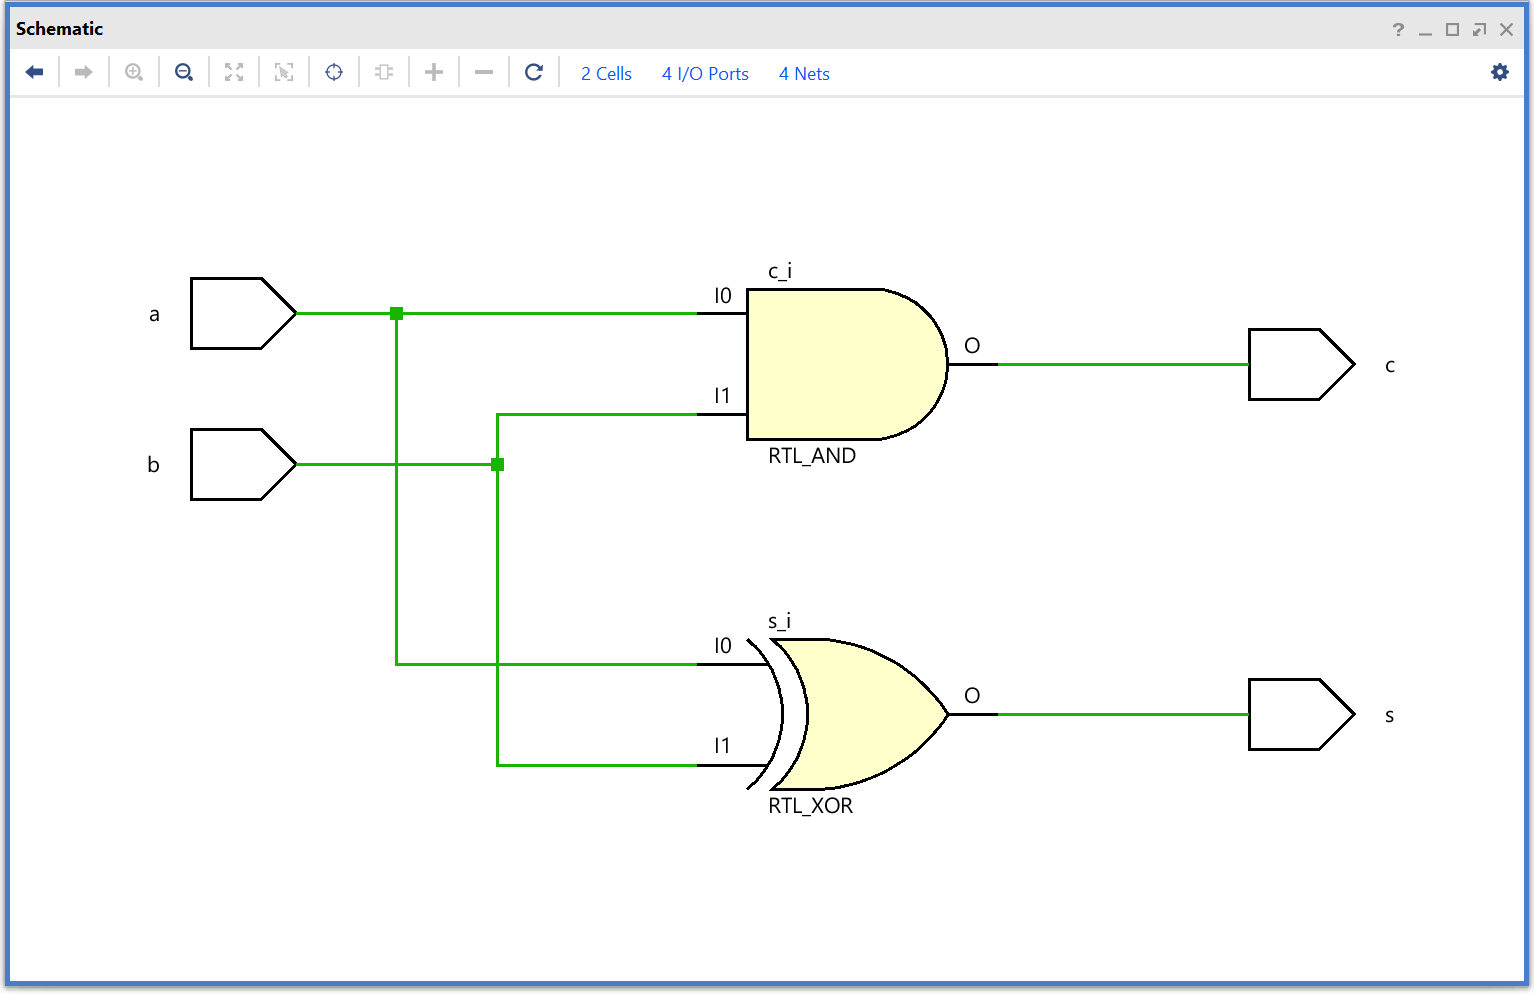 Schematic
2 Cells 4 I/O Ports 4 Nets
c_i
a
I0
O
c
I1
b
RTL_AND
s_i
I0
O
s
I1
RTL_XOR